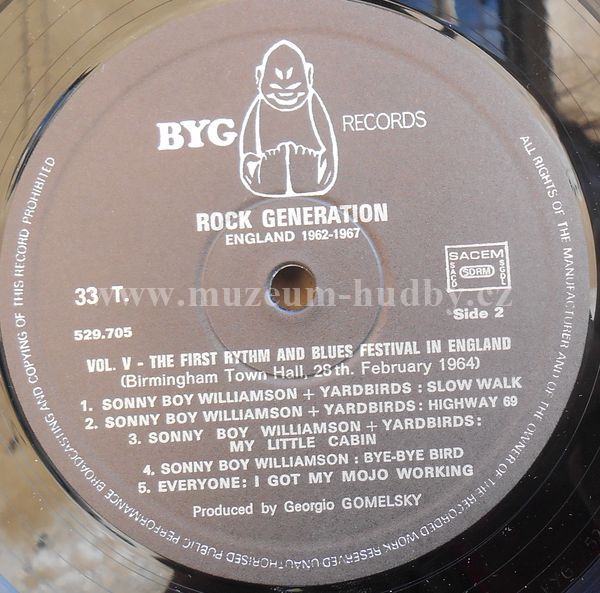 BYG RECORDS
ROCK GENERATION
ENGLAND 1962-1967
33 T.
529.705
SACEM
SACD SDRM SGDL
Side 2
www.muzeum-hudby.cz
VOL. V - THE FIRST RYTHM AND BLUES FESTIVAL IN ENGLAND
(Birmingham Town Hall, 28th. February 1964)
1. SONNY BOY WILLIAMSON + YARDBIRDS : SLOW WALK
2. SONNY BOY WILLIAMSON + YARDBIRDS: HIGHWAY 69
3. SONNY BOY WILLIAMSON + YARDBIRDS:
MY LITTLE CABIN
4. SONNY BOY WILLIAMSON : BYE-BYE BIRD
5. EVERYONE: I GOT MY MOJO WORKING
Produced by Georgio GOMELSKY
ALL RIGHTS OF THE MANUFACTURER AND OF THE OWNER OF THE RECORDED WORK RESERVED UNAUTHORISED PUBLIC PERFORMANCE BROADCASTING AND COPYING OF THIS RECORD PROHIBITED
BYG